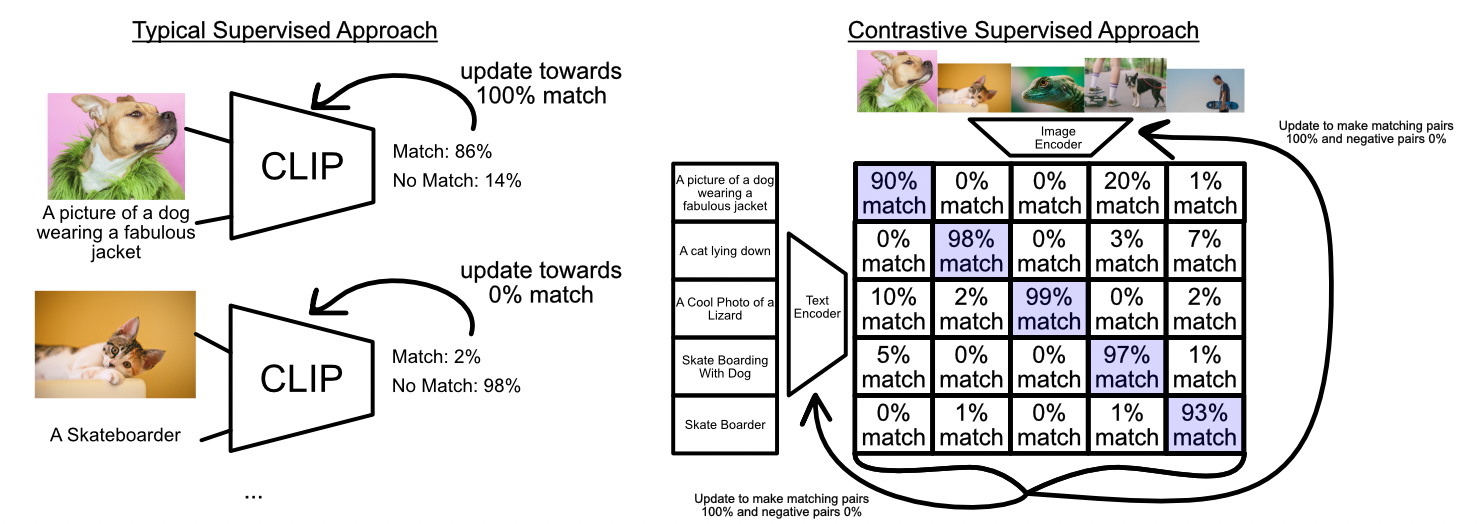 Typical Supervised Approach
update towards
100% match
CLIP
Match: 86%
No Match: 14%
A picture of a dog
wearing a fabulous
jacket
update towards
0% match
CLIP
Match: 2%
No Match: 98%
A Skateboarder
...
Contrastive Supervised Approach
Image
Encoder
Update to make matching pairs
100% and negative pairs 0%
A picture of a dog
wearing a
fabulous jacket
90% match 0% match 0% match 20% match 1% match
A cat lying down
0% match 98% match 0% match 3% match 7% match
A Cool Photo of a
Lizard
10% match 2% match 99% match 0% match 2% match
Text
Encoder
Skate Boarding
With Dog
5% match 0% match 0% match 97% match 1% match
Skate Boarder
0% match 1% match 0% match 1% match 93% match
Update to make matching pairs
100% and negative pairs 0%